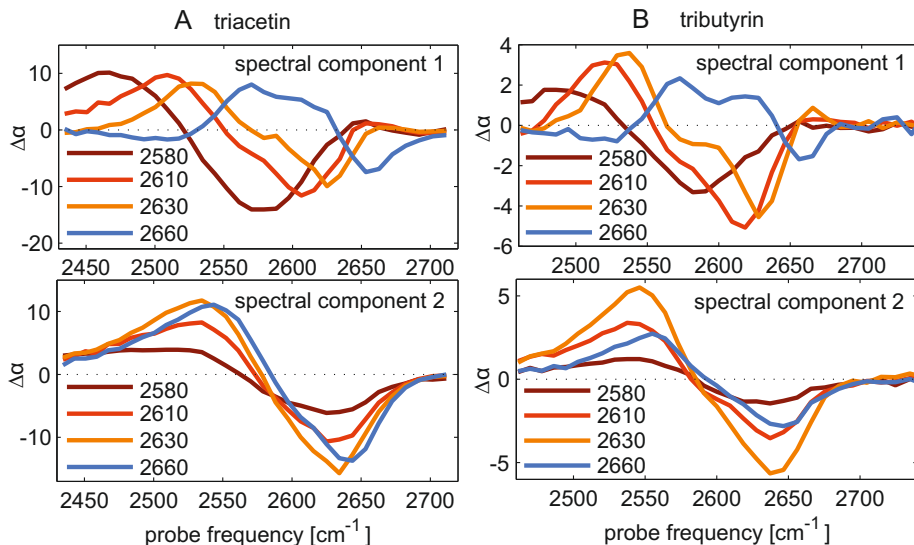 A triacetin
B tributyrin
spectral component 1
10
0
-10
-20
Δα
2580
2610
2630
2660
2450 2500 2550 2600 2650 2700
spectral component 1
4
2
0
-2
-4
-6
Δα
2580
2610
2630
2660
2500 2550 2600 2650 2700
spectral component 2
10
0
-10
Δα
2580
2610
2630
2660
2450 2500 2550 2600 2650 2700
probe frequency [cm-1]
spectral component 2
5
0
-5
Δα
2580
2610
2630
2660
2500 2550 2600 2650 2700
probe frequency [cm-1]